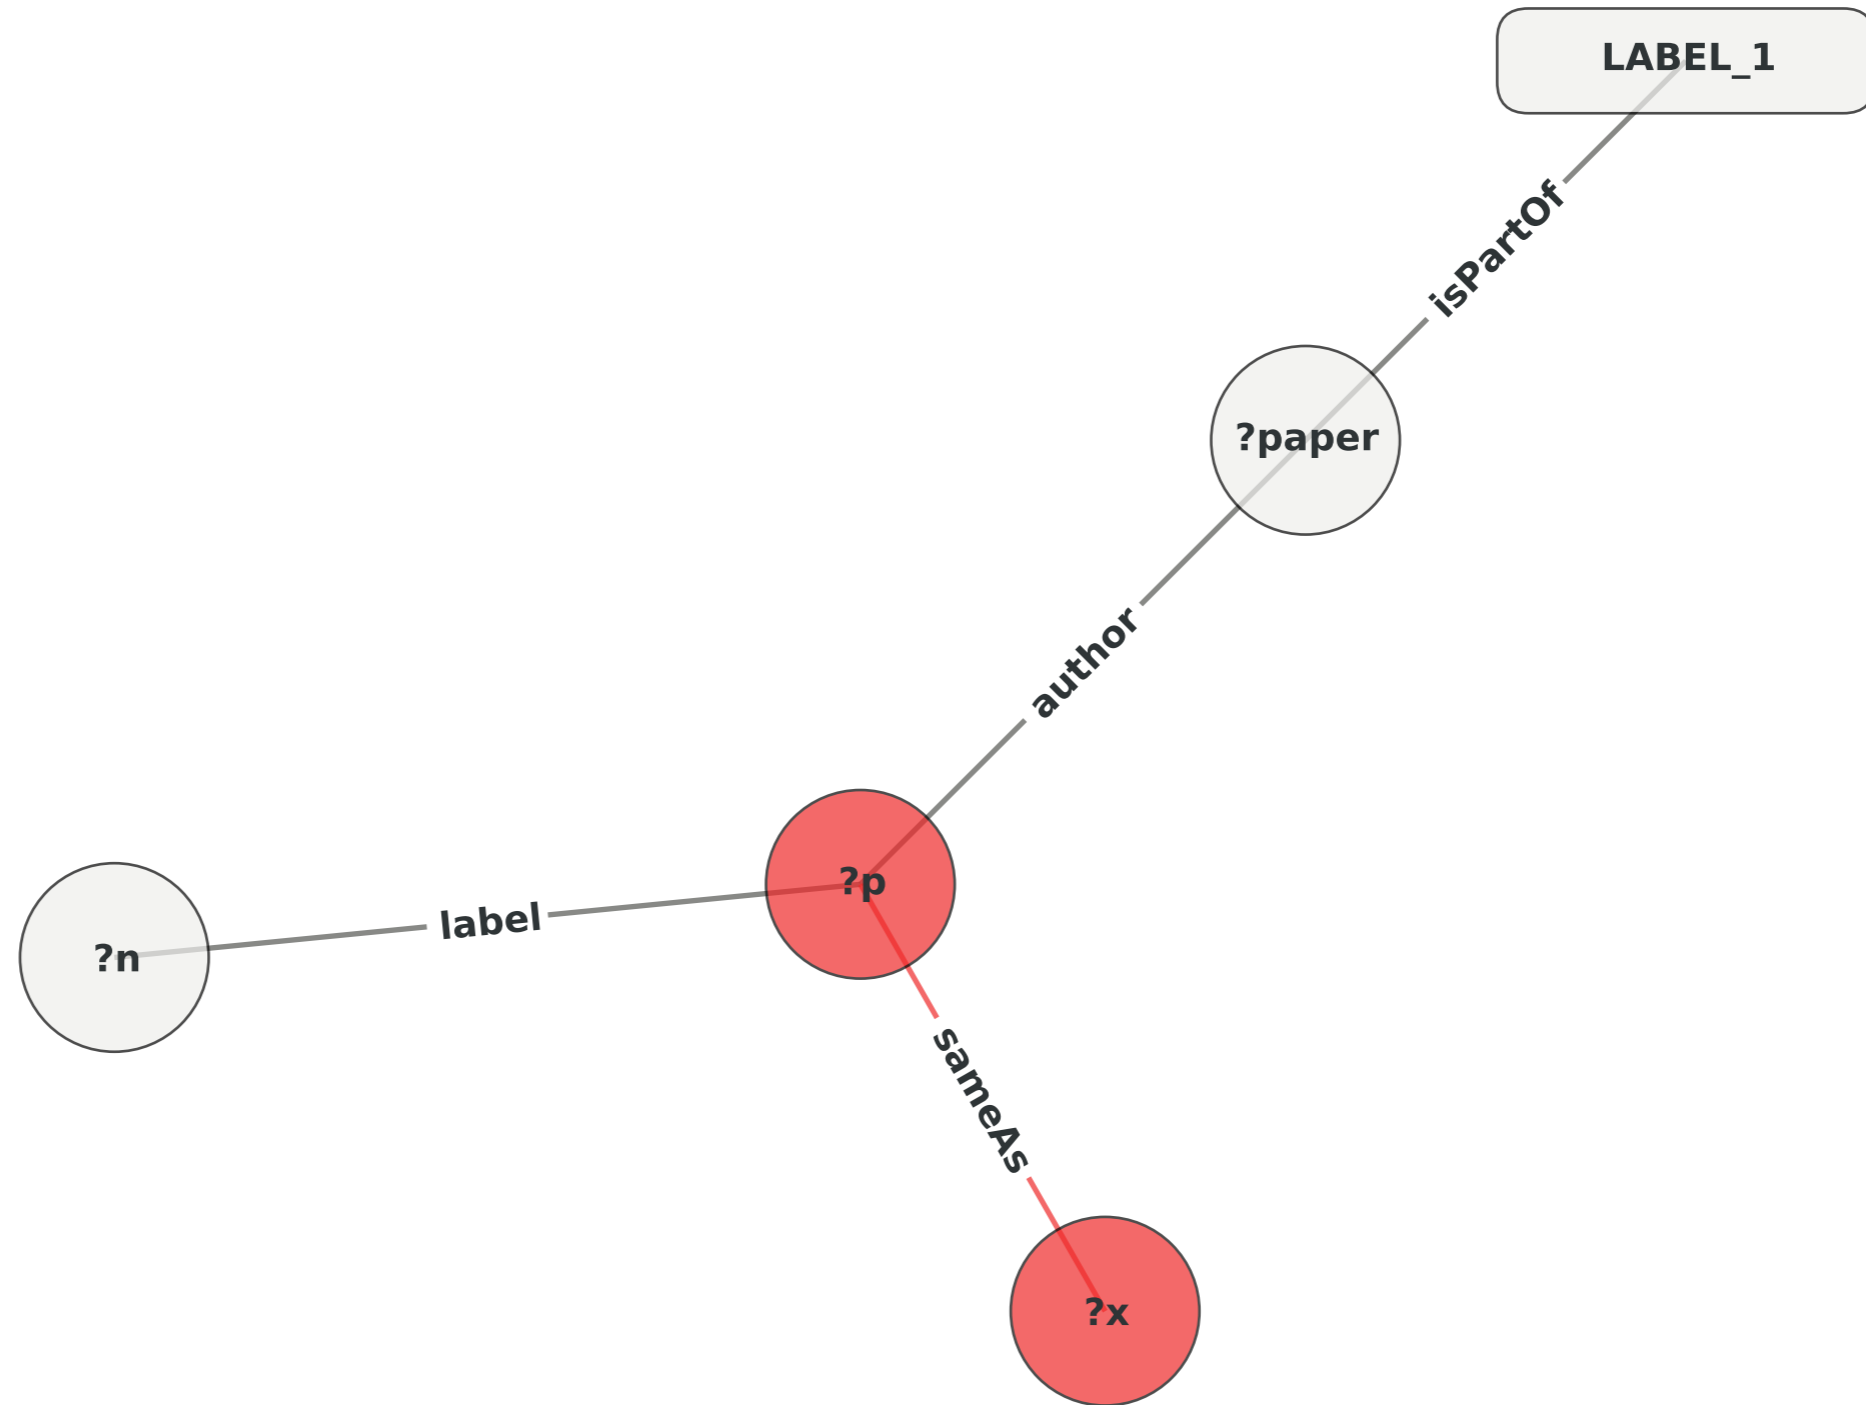 LABEL_1
isPartOf
?paper
author
?p
label
?n
sameAs
?x